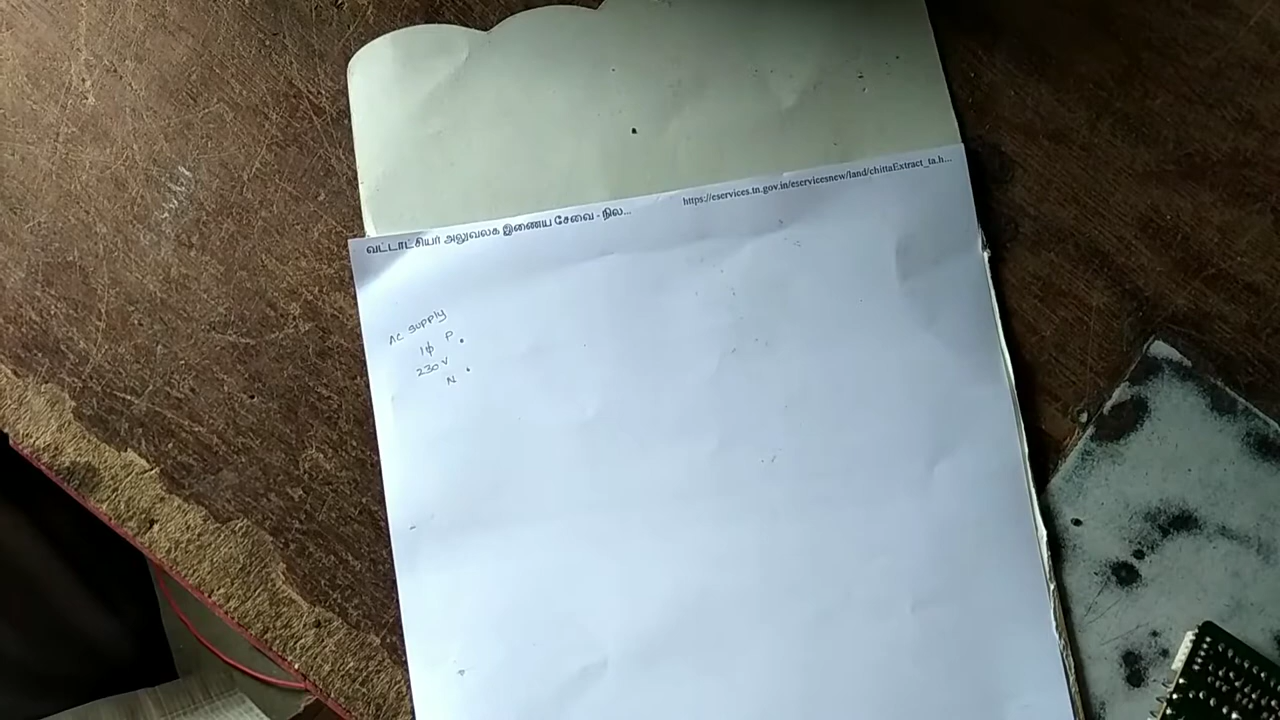 வட்டாட்சியர் அலுவலக இணைய சேவை - நில...
https://eservices.tn.gov.in/eservicesnew/land/chittaExtract_ta.h...
AC supply
1ϕ P
230 V
N